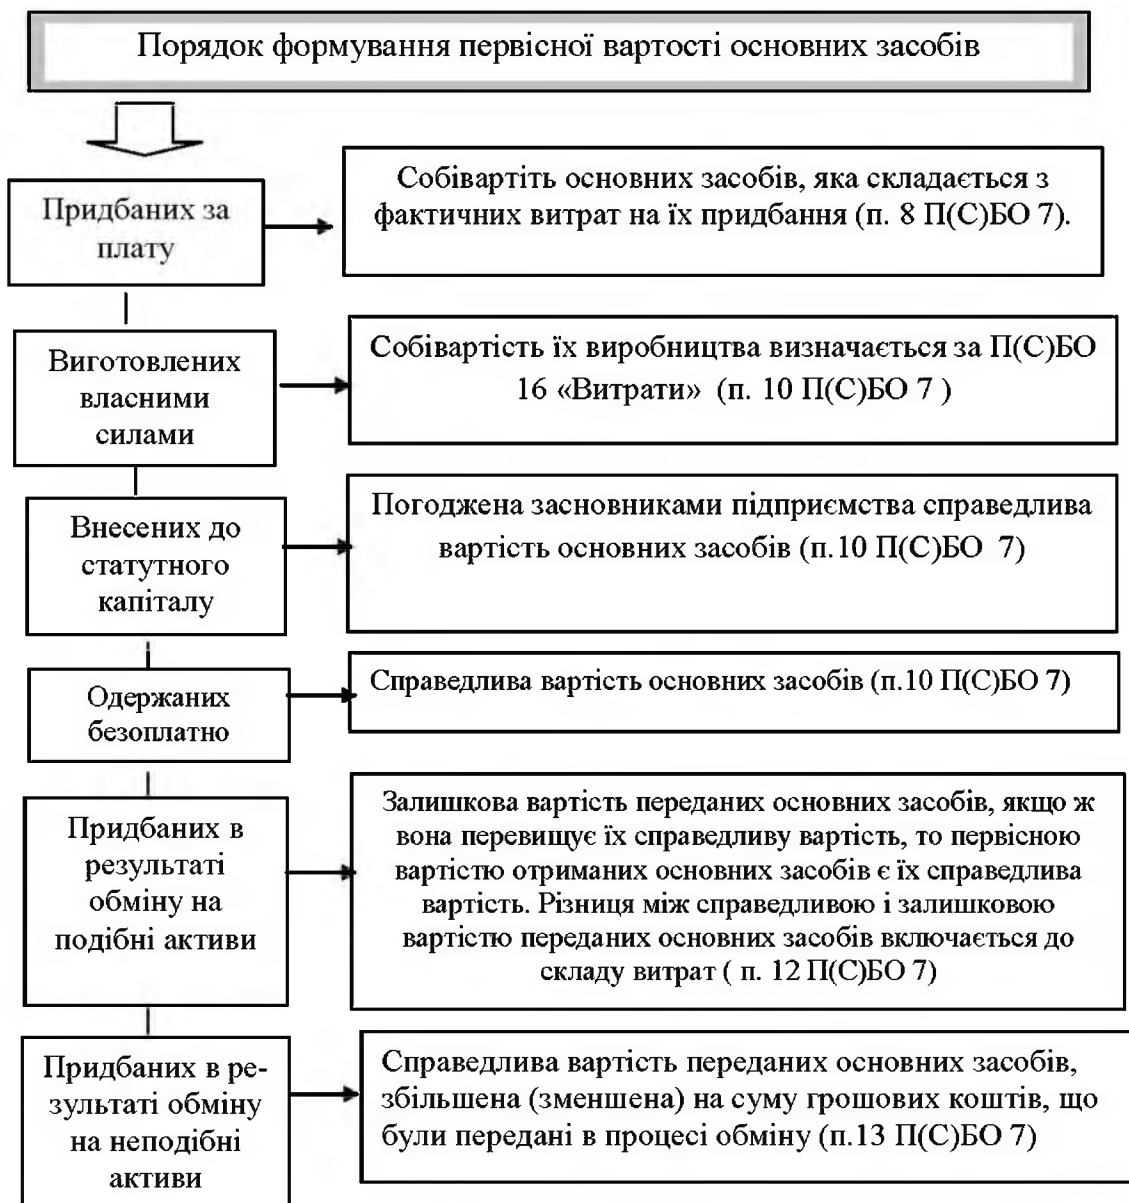 Порядок формування первісної вартості основних засобів
Придбаних за
плату
Собівартіть основних засобів, яка складається з
фактичних витрат на їх придбання (п. 8 П(С)БО 7).
Виготовлених
власними
силами
Собівартість їх виробництва визначається за П(С)БО
16 «Витрати» (п. 10 П(С)БО 7 )
Внесених до
статутного
капіталу
Погоджена засновниками підприємства справедлива
вартість основних засобів (п.10 П(С)БО 7)
Одержаних
безоплатно
Справедлива вартість основних засобів (п.10 П(С)БО 7)
Придбаних в
результаті
обміну на
подібні активи
Залишкова вартість переданих основних засобів, якщо ж
вона перевищує їх справедливу вартість, то первісною
вартістю отриманих основних засобів є їх справедлива
вартість. Різниця між справедливою і залишковою
вартістю переданих основних засобів включається до
складу витрат ( п. 12 П(С)БО 7)
Придбаних в ре-
зультаті обміну
на неподібні
активи
Справедлива вартість переданих основних засобів,
збільшена (зменшена) на суму грошових коштів, що
були передані в процесі обміну (п.13 П(С)БО 7)